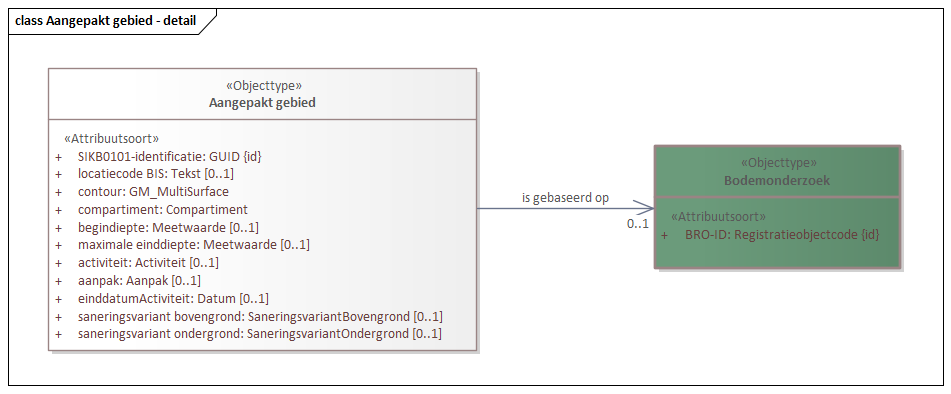 class Aangepakt gebied - detail
«Objecttype»
Aangepakt gebied
«Attribuutsoort»
+ SIKB0101-identificatie: GUID {id}
+ locatiecode BIS: Tekst [0..1]
+ contour: GM_MultiSurface
+ compartiment: Compartiment
+ begindiepte: Meetwaarde [0..1]
+ maximale einddiepte: Meetwaarde [0..1]
+ activiteit: Activiteit [0..1]
+ aanpak: Aanpak [0..1]
+ einddatumActiviteit: Datum [0..1]
+ saneringsvariant bovengrond: SaneringsvariantBovengrond [0..1]
+ saneringsvariant ondergrond: SaneringsvariantOndergrond [0..1]
is gebaseerd op
0..1
«Objecttype»
Bodemonderzoek
«Attribuutsoort»
+ BRO-ID: Registratieobjectcode {id}